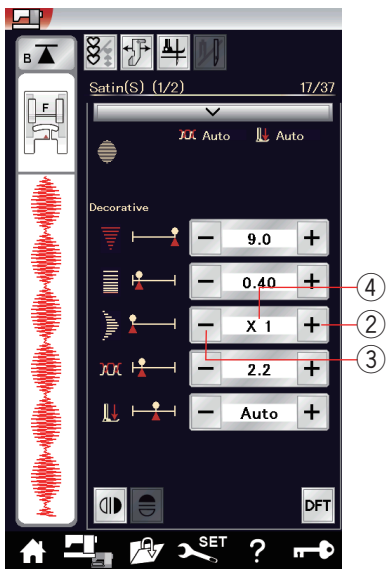 B
F
Satin(S) (1/2) 17/37
Auto Auto
Decorative
− 9.0 +
− 0.40 +
④
− X 1 + ②
③
− 2.2 +
− Auto +
DFT
SET ?